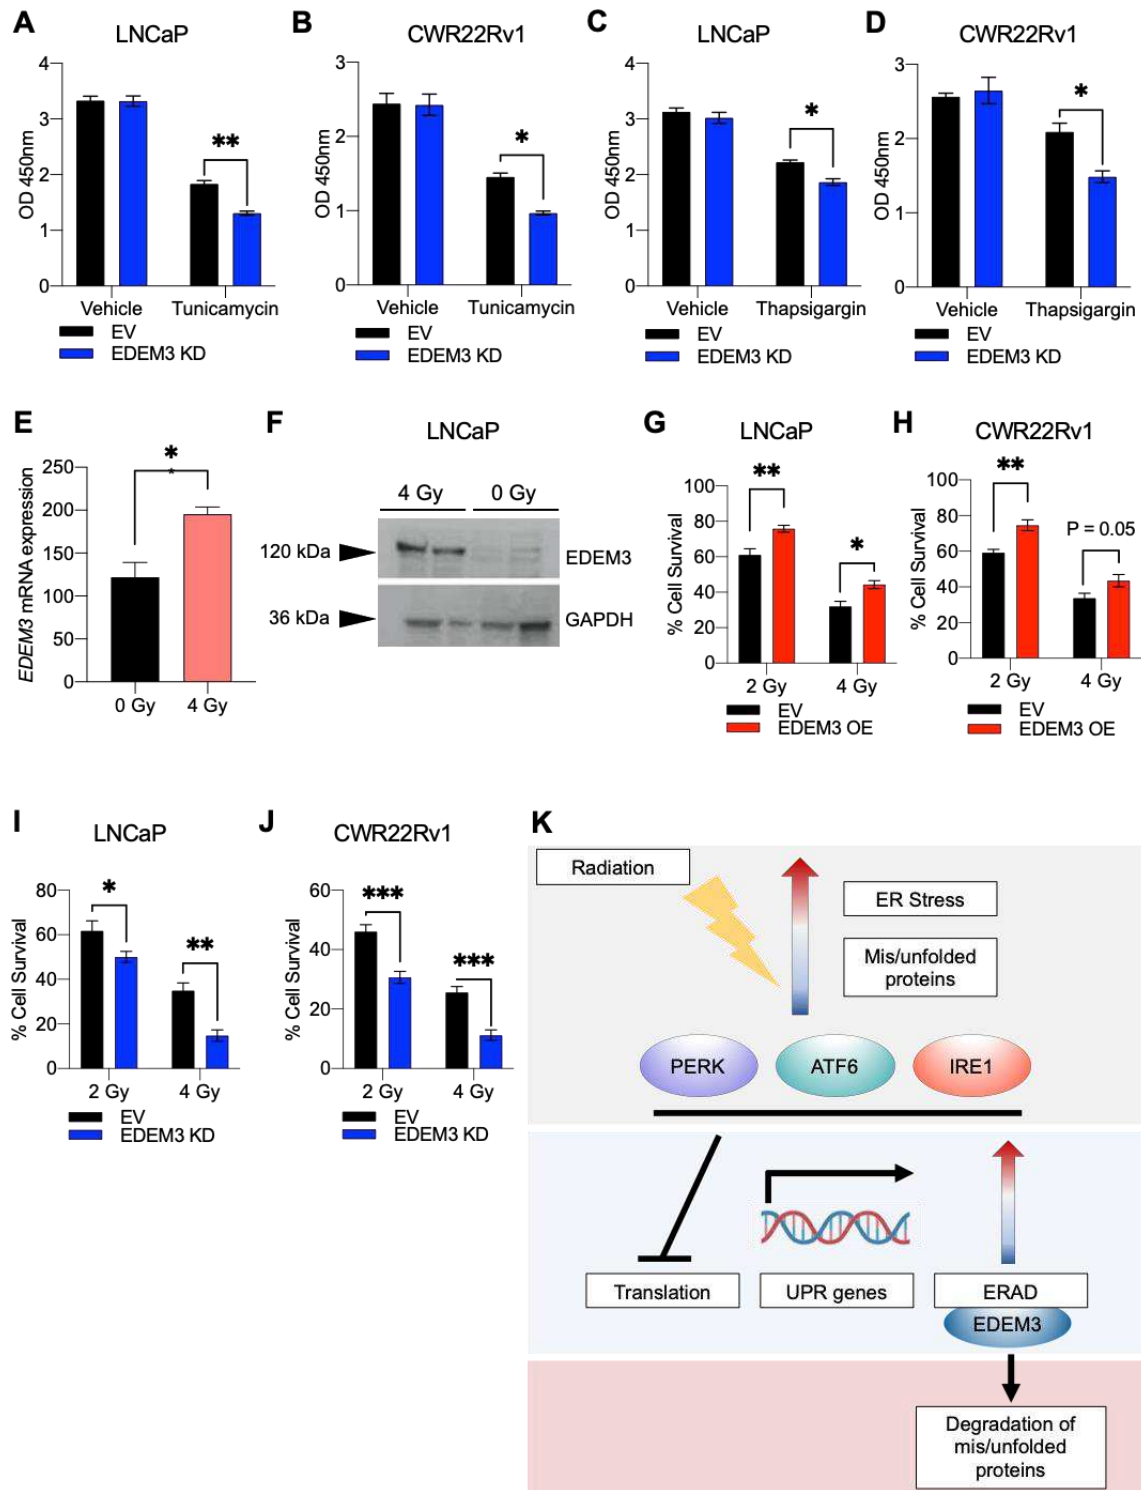 A
LNCaP
OD 450nm
4
3
2
1
0
**
Vehicle
Tunicamycin
EV
EDEM3 KD
B
CWR22Rv1
OD 450nm
3
2
1
0
*
Vehicle
Tunicamycin
EV
EDEM3 KD
C
LNCaP
OD 450nm
4
3
2
1
0
*
Vehicle
Thapsigargin
EV
EDEM3 KD
D
CWR22Rv1
OD 450nm
3
2
1
0
*
Vehicle
Thapsigargin
EV
EDEM3 KD
E
EDEM3 mRNA expression
250
200
150
100
50
0
*
*
0 Gy
4 Gy
F
LNCaP
4 Gy
0 Gy
120 kDa
EDEM3
36 kDa
GAPDH
G
LNCaP
% Cell Survival
100
80
60
40
20
0
**
*
2 Gy
4 Gy
EV
EDEM3 OE
H
CWR22Rv1
% Cell Survival
100
80
60
40
20
0
**
P = 0.05
2 Gy
4 Gy
EV
EDEM3 OE
I
LNCaP
% Cell Survival
80
60
40
20
0
*
**
2 Gy
4 Gy
EV
EDEM3 KD
J
CWR22Rv1
% Cell Survival
60
40
20
0
***
***
2 Gy
4 Gy
EV
EDEM3 KD
K
Radiation
ER Stress
Mis/unfolded
proteins
PERK
ATF6
IRE1
Translation
UPR genes
ERAD
EDEM3
Degradation of
mis/unfolded
proteins